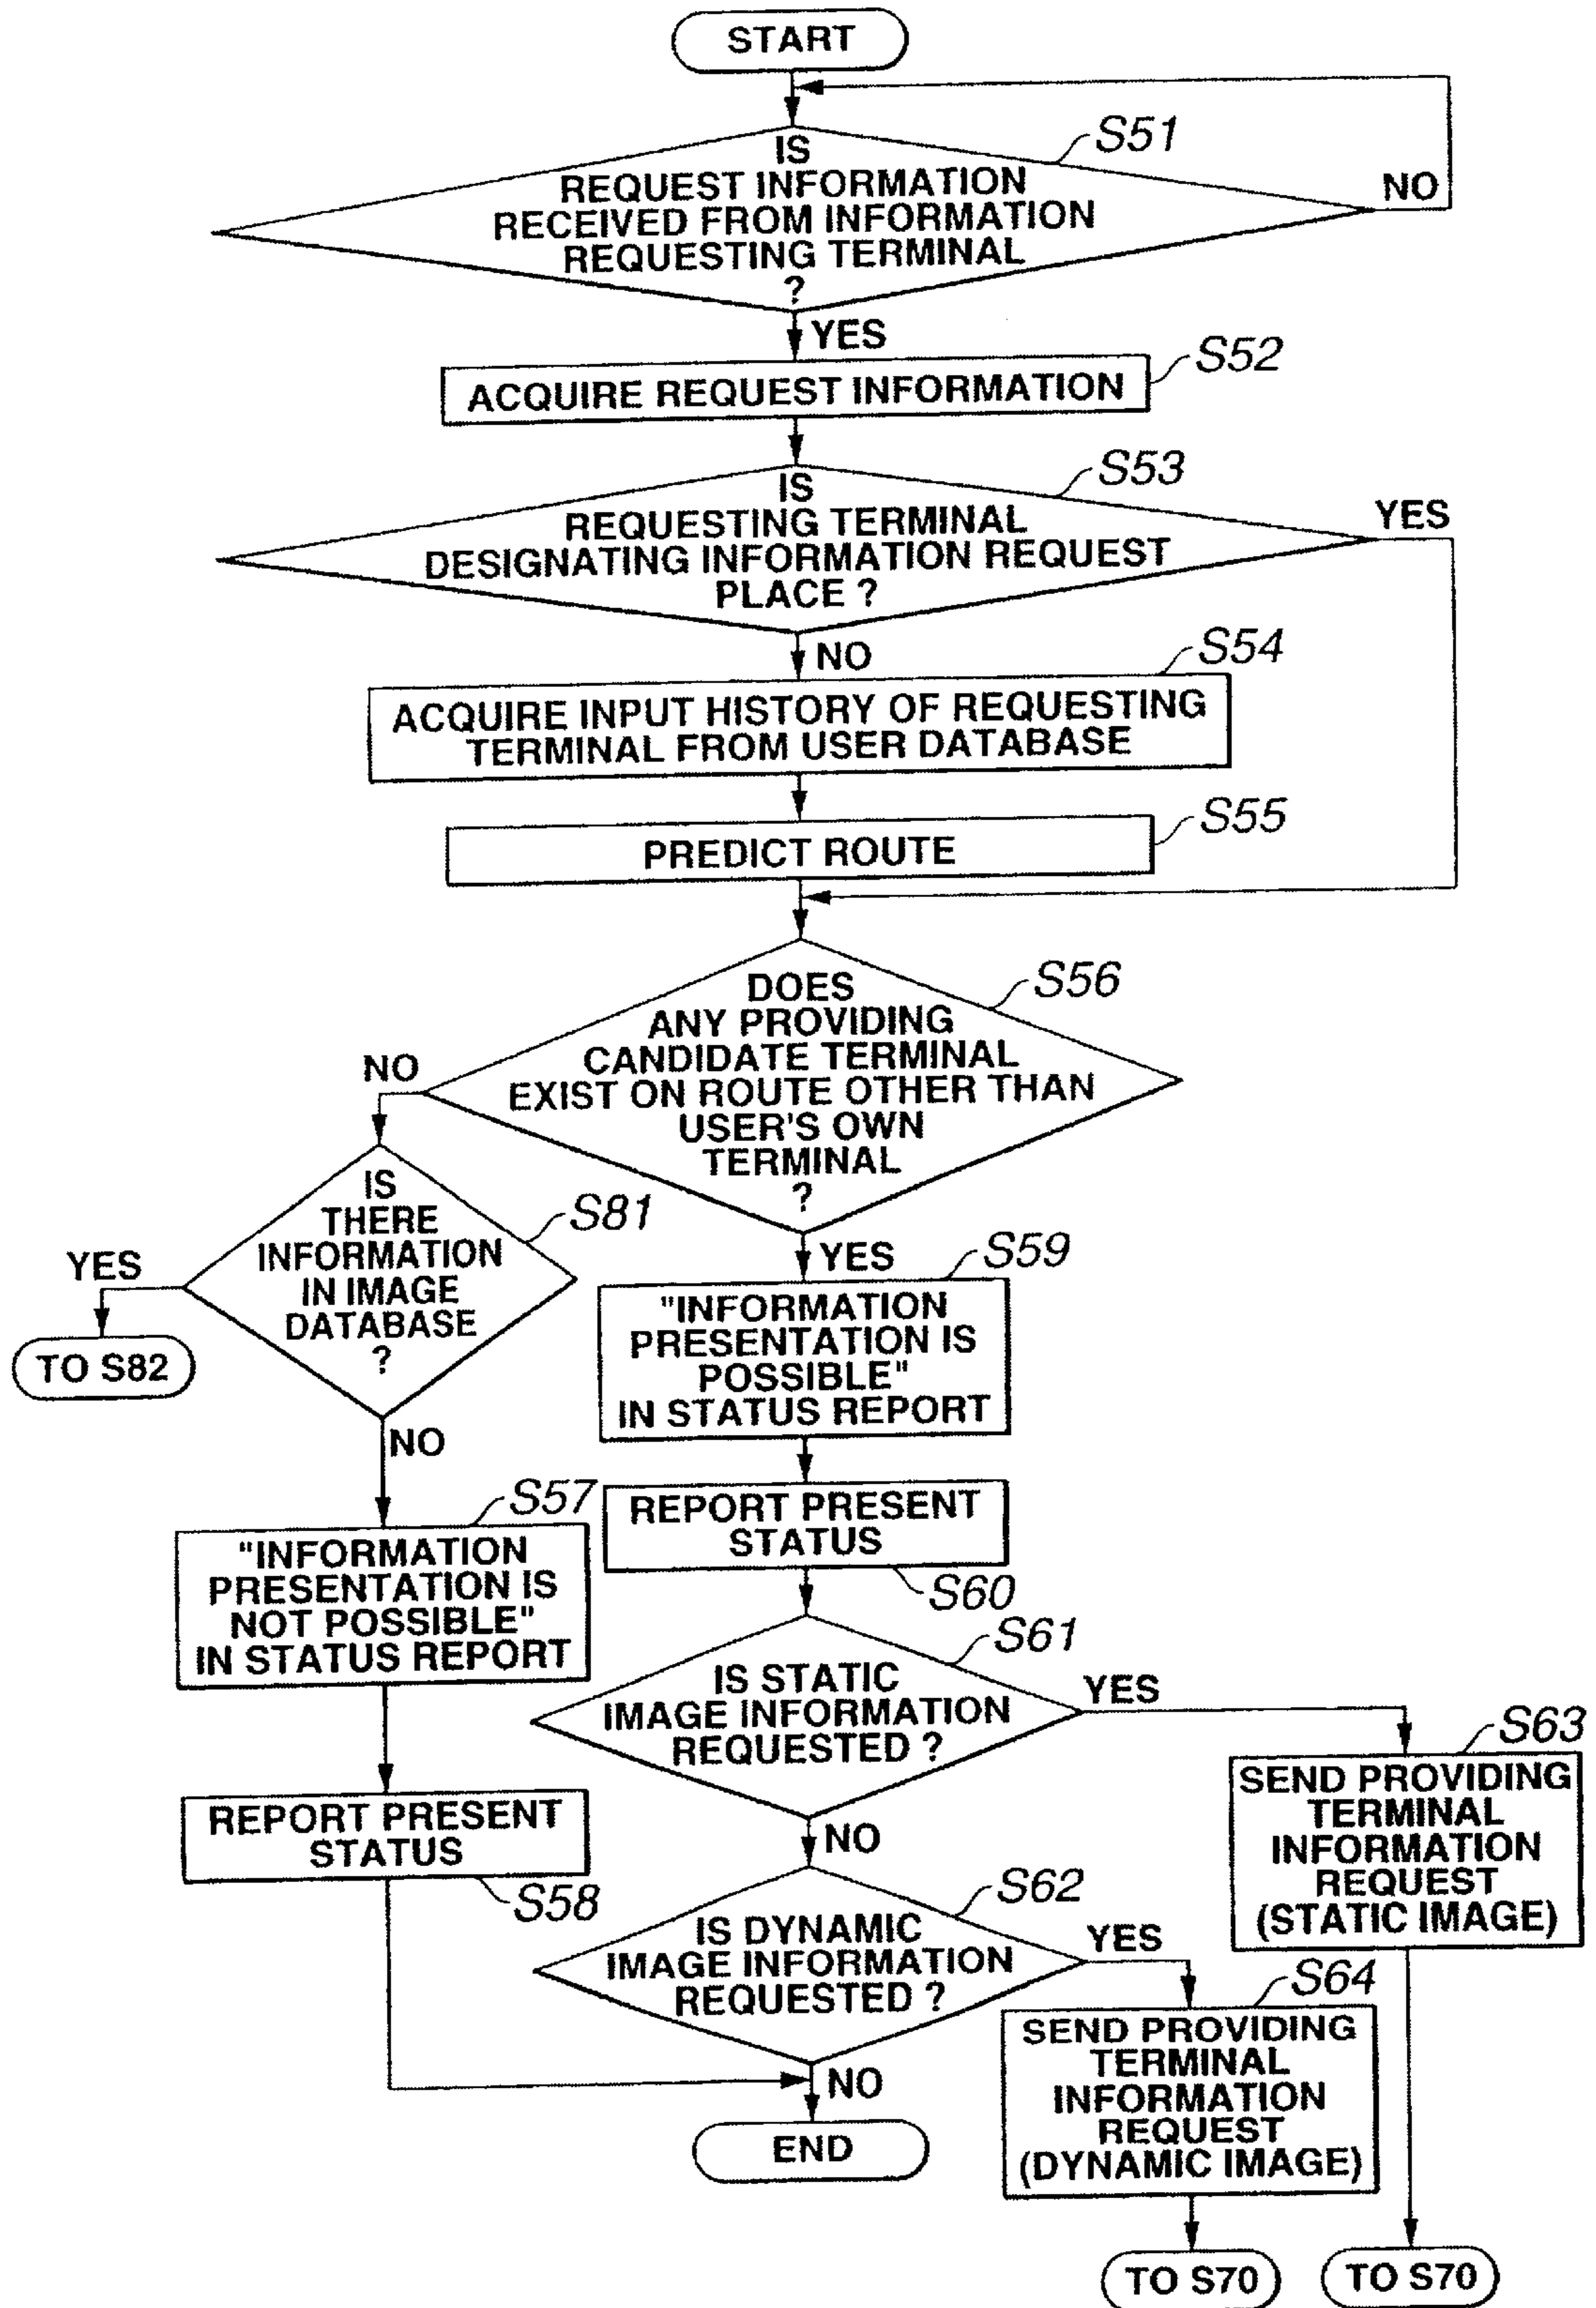 START
S51
IS
REQUEST INFORMATION
RECEIVED FROM INFORMATION
REQUESTING TERMINAL
?
NO
YES
S52
ACQUIRE REQUEST INFORMATION
S53
IS
REQUESTING TERMINAL
DESIGNATING INFORMATION REQUEST
PLACE ?
YES
NO
S54
ACQUIRE INPUT HISTORY OF REQUESTING
TERMINAL FROM USER DATABASE
S55
PREDICT ROUTE
S56
DOES
ANY PROVIDING
CANDIDATE TERMINAL
EXIST ON ROUTE OTHER THAN
USER'S OWN
TERMINAL
?
NO
S81
IS
THERE
INFORMATION
IN IMAGE
DATABASE
?
YES
TO S82
NO
YES
S59
"INFORMATION
PRESENTATION IS
POSSIBLE"
IN STATUS REPORT
S57
"INFORMATION
PRESENTATION IS
NOT POSSIBLE"
IN STATUS REPORT
REPORT PRESENT
STATUS
S60
S61
IS STATIC
IMAGE INFORMATION
REQUESTED ?
YES
S63
SEND PROVIDING
TERMINAL
INFORMATION
REQUEST
(STATIC IMAGE)
REPORT PRESENT
STATUS
S58
NO
S62
IS DYNAMIC
IMAGE INFORMATION
REQUESTED ?
YES
S64
SEND PROVIDING
TERMINAL
INFORMATION
REQUEST
(DYNAMIC IMAGE)
NO
END
TO S70
TO S70